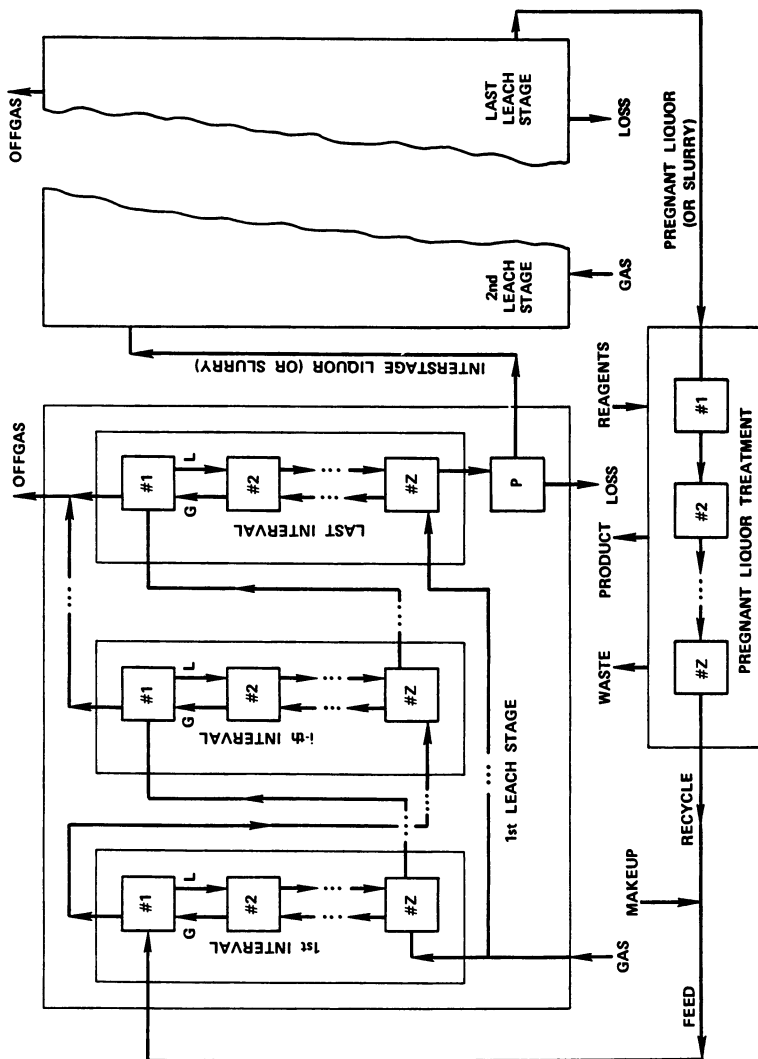 OFFGAS
OFFGAS
#1
G
L
#2
...
#Z
1st INTERVAL
#1
G
L
#2
...
#Z
i-th INTERVAL
#1
G
L
#2
...
#Z
LAST INTERVAL
...
...
...
...
...
...
1st LEACH STAGE
P
LOSS
GAS
INTERSTAGE LIQUOR (OR SLURRY)
2nd
LEACH
STAGE
GAS
LAST
LEACH
STAGE
LOSS
PREGNANT LIQUOR
(OR SLURRY)
REAGENTS
PRODUCT
WASTE
#1
#2
...
#Z
PREGNANT LIQUOR TREATMENT
RECYCLE
MAKEUP
FEED